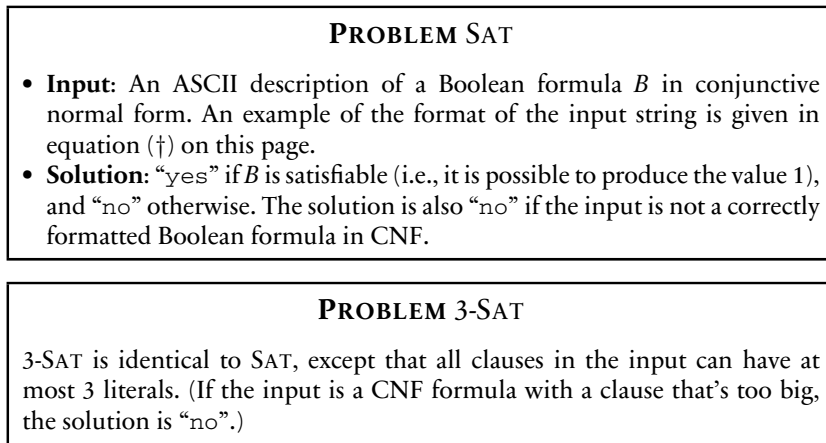 PROBLEM SAT
• Input: An ASCII description of a Boolean formula B in conjunctive
normal form. An example of the format of the input string is given in
equation (†) on this page.
• Solution: “yes” if B is satisfiable (i.e., it is possible to produce the value 1),
and “no” otherwise. The solution is also “no” if the input is not a correctly
formatted Boolean formula in CNF.
PROBLEM 3-SAT
3-SAT is identical to SAT, except that all clauses in the input can have at
most 3 literals. (If the input is a CNF formula with a clause that’s too big,
the solution is “no”.)